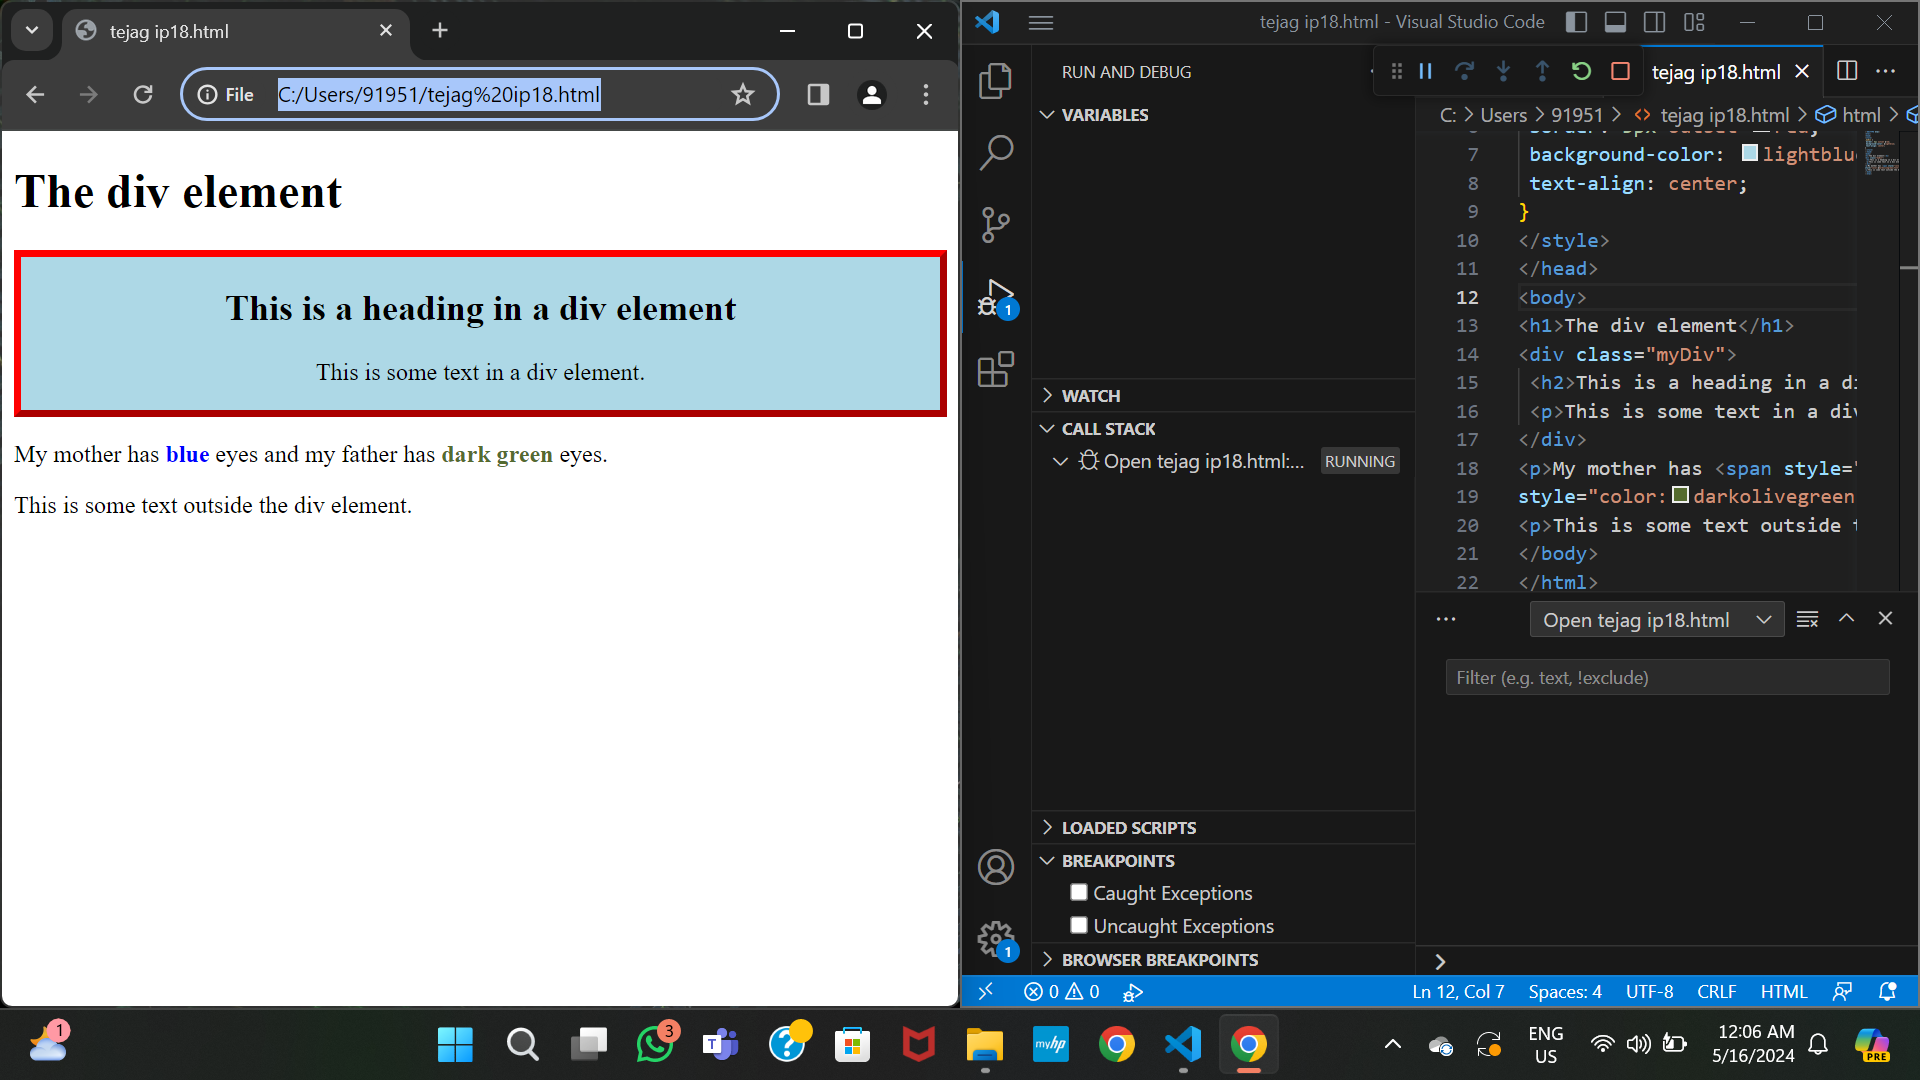 tejag ip18.html
File
C:/Users/91951/tejag%20ip18.html
The div element
This is a heading in a div element
This is some text in a div element.
My mother has blue eyes and my father has dark green eyes.
This is some text outside the div element.
tejag ip18.html - Visual Studio Code
RUN AND DEBUG
VARIABLES
WATCH
CALL STACK
Open tejag ip18.html:... RUNNING
LOADED SCRIPTS
BREAKPOINTS
Caught Exceptions
Uncaught Exceptions
BROWSER BREAKPOINTS
1
1
tejag ip18.html
C: > Users > 91951 > tejag ip18.html > html >
7 background-color: lightblu
8 text-align: center;
9 }
10 </style>
11 </head>
12 <body>
13 <h1>The div element</h1>
14 <div class="myDiv">
15 <h2>This is a heading in a di
16 <p>This is some text in a div
17 </div>
18 <p>My mother has <span style="
19 style="color: darkolivegreen
20 <p>This is some text outside t
21 </body>
22 </html>
Open tejag ip18.html
Filter (e.g. text, !exclude)
0 0
Ln 12, Col 7 Spaces: 4 UTF-8 CRLF HTML
1
3
T
?
myhp
ENG
US
12:06 AM
5/16/2024
PRE